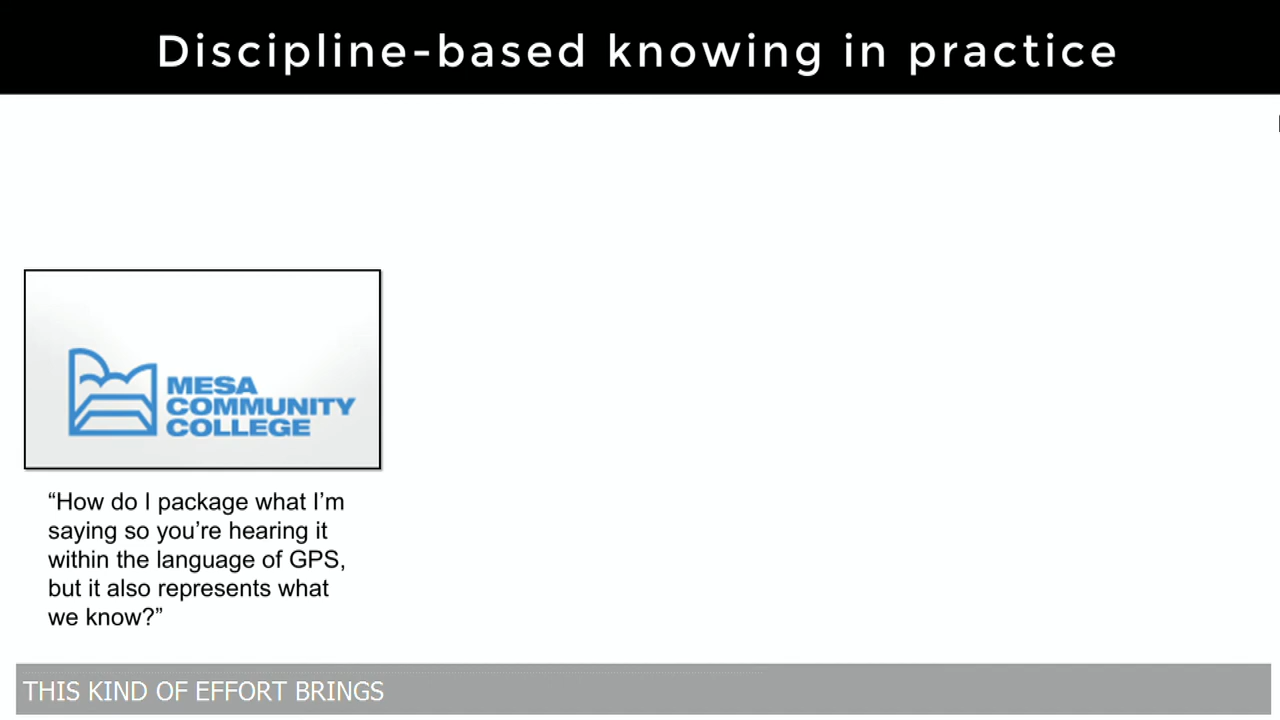 Discipline-based knowing in practice
MESA
COMMUNITY
COLLEGE
“How do I package what I’m
saying so you’re hearing it
within the language of GPS,
but it also represents what
we know?”
THIS KIND OF EFFORT BRINGS